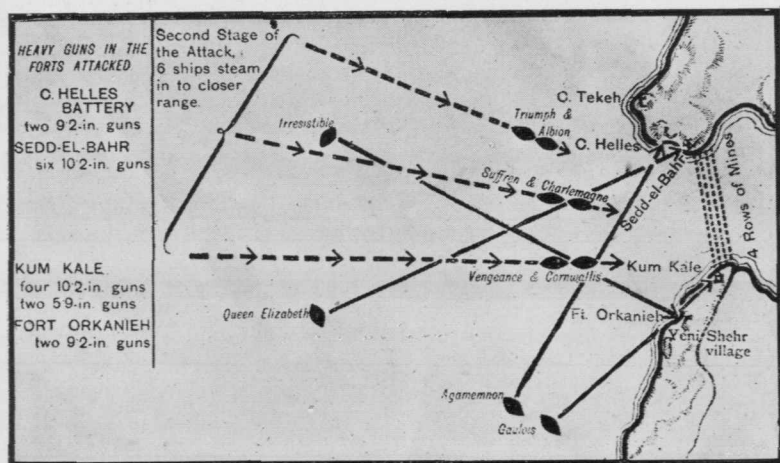 HEAVY GUNS IN THE
FORTS ATTACKED
C. HELLES
BATTERY
two 9·2-in. guns
SEDD-EL-BAHR
six 10·2-in. guns
KUM KALE
four 10·2-in. guns
two 5·9-in. guns
FORT ORKANIEH
two 9·2-in. guns
Second Stage of
the Attack,
6 ships steam
in to closer
range.
Irresistible
Triumph &
Albion
C. Tekeh
C. Helles
Suffren & Charlemagne
Sedd-el-Bahr
4 Rows of Mines
Vengeance & Cornwallis
Kum Kale
Queen Elizabeth
Ft. Orkanieh
Yeni Shehr
village
Agamemnon
Gaulois